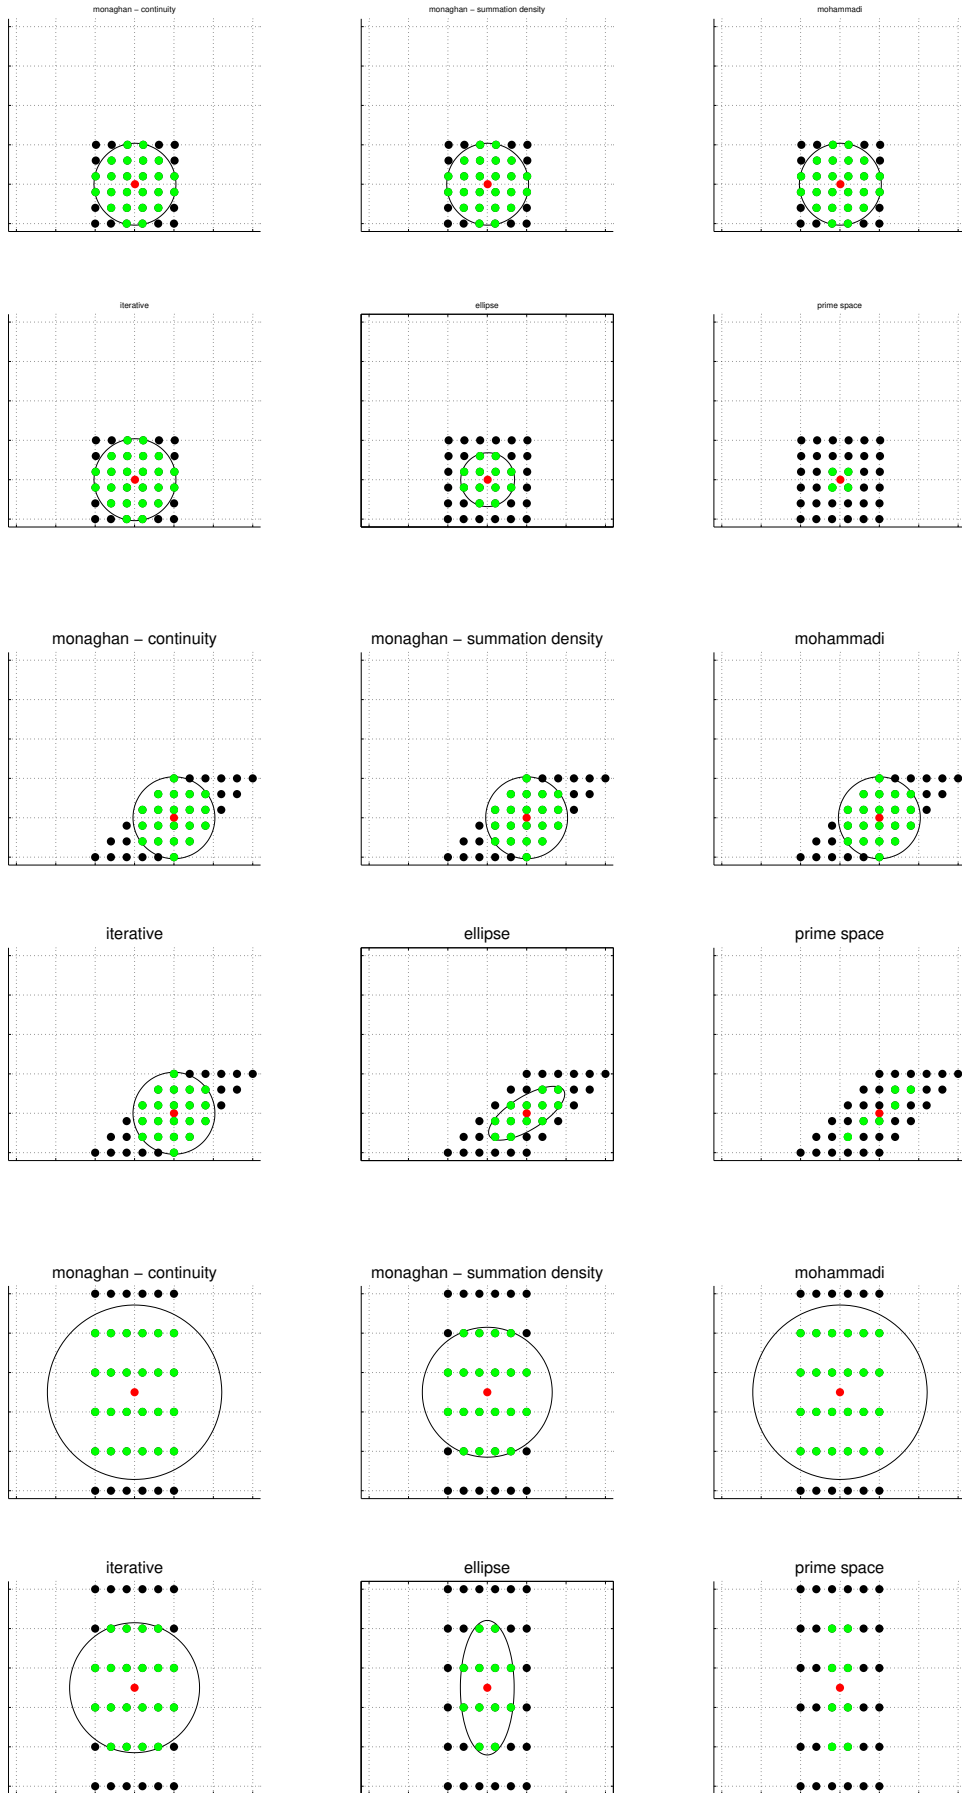 monaghan − continuity
monaghan − summation density
mohammadi
iterative
ellipse
prime space
monaghan − continuity
monaghan − summation density
mohammadi
iterative
ellipse
prime space
monaghan − continuity
monaghan − summation density
mohammadi
iterative
ellipse
prime space